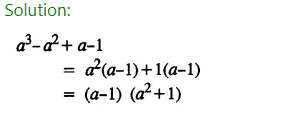 Solution:
a³–a²+ a–1
= a²(a–1)+1(a–1)
= (a–1) (a²+1)